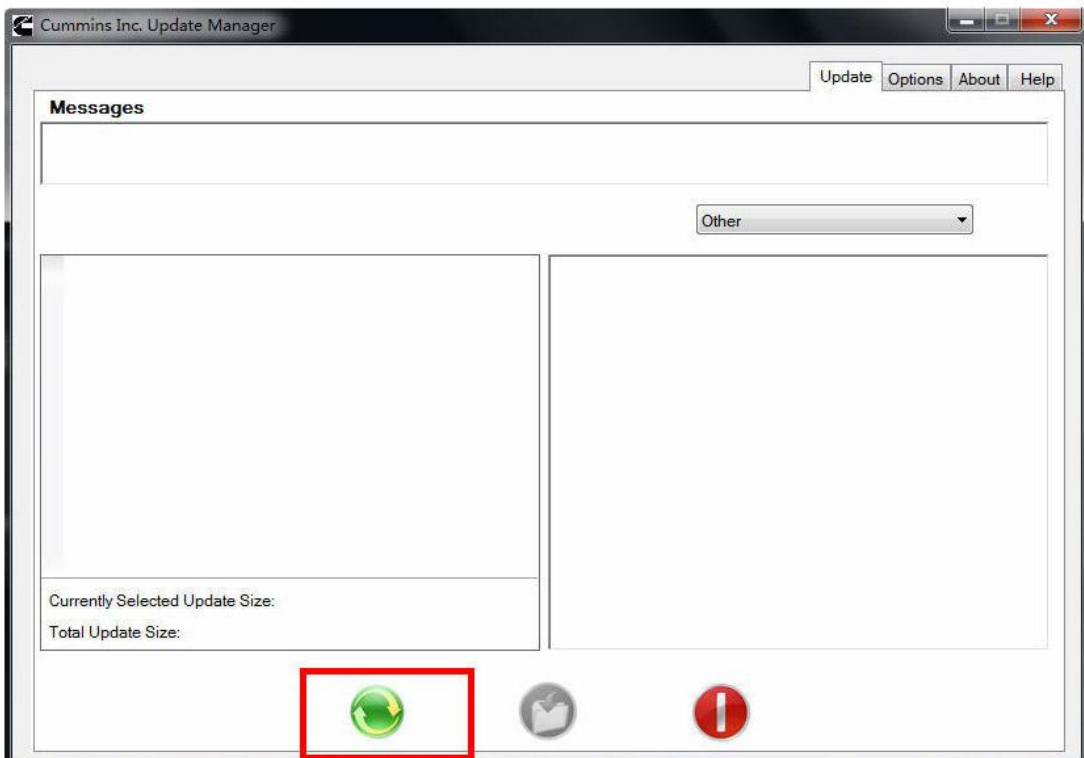 Cummins Inc. Update Manager
Update Options About Help
Messages
Other
Currently Selected Update Size:
Total Update Size: